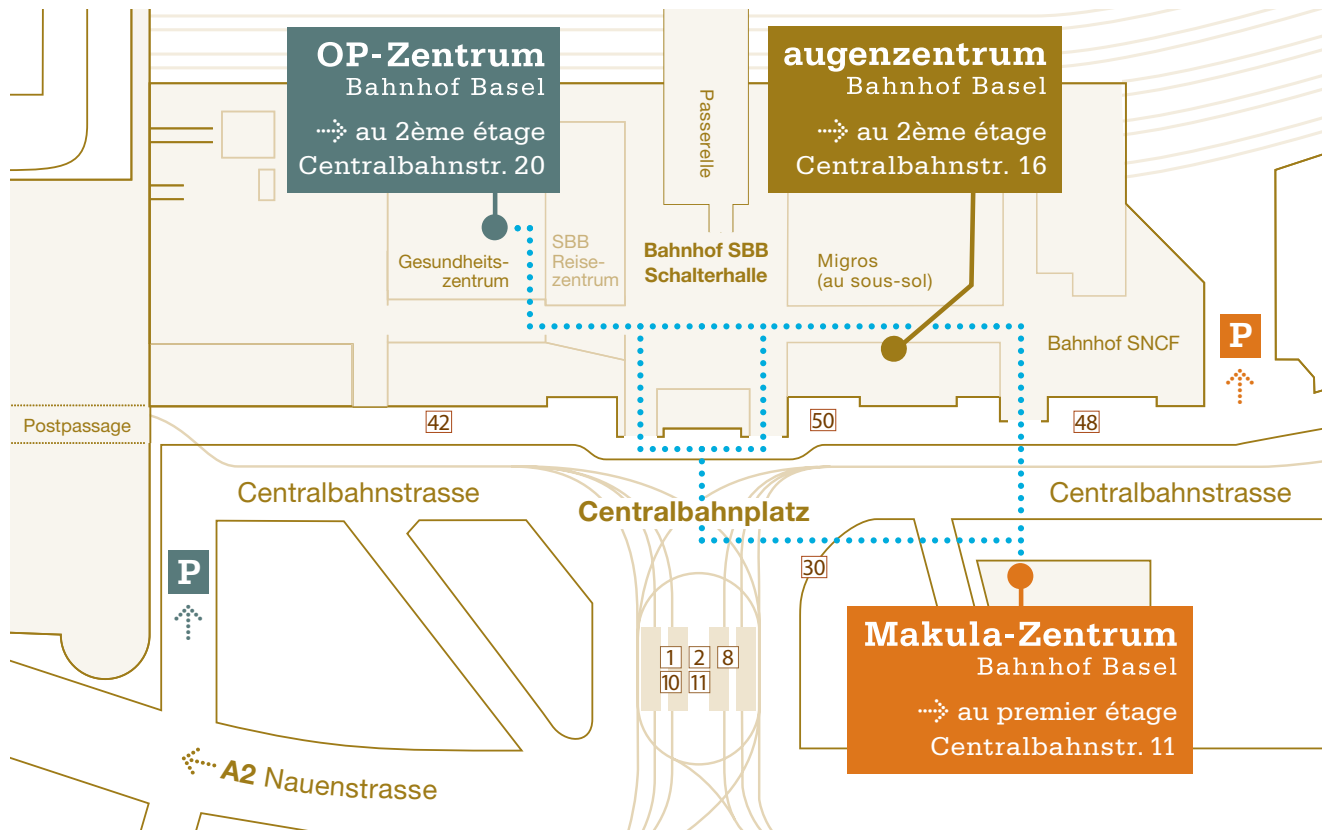 OP-Zentrum
Bahnhof Basel
au 2ème étage
Centralbahnstr. 20
Passerelle
augenzentrum
Bahnhof Basel
au 2ème étage
Centralbahnstr. 16
Gesundheits-
zentrum
SBB
Reise-
zentrum
Bahnhof SBB
Schalterhalle
Migros
(au sous-sol)
Bahnhof SNCF
P
Postpassage
42
50
48
Centralbahnstrasse
Centralbahnplatz
Centralbahnstrasse
P
30
1 2 8
10 11
Makula-Zentrum
Bahnhof Basel
au premier étage
Centralbahnstr. 11
A2 Nauenstrasse